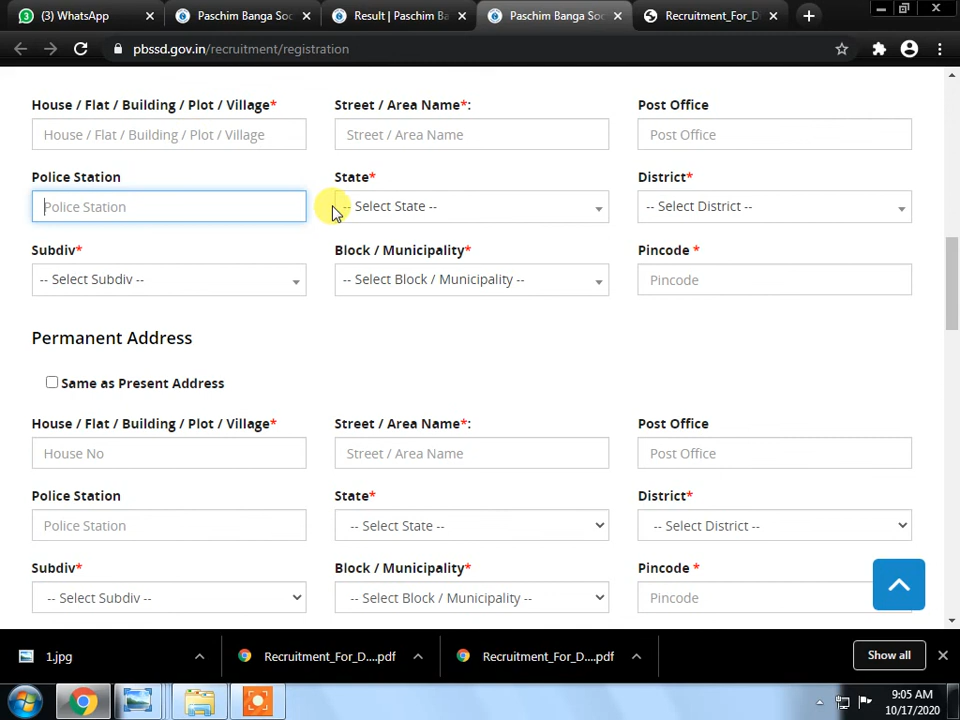 (3) WhatsApp
Paschim Banga Soc
Result | Paschim Ba
Paschim Banga Soc
Recruitment_For_D
pbssd.gov.in/recruitment/registration
House / Flat / Building / Plot / Village* Street / Area Name*: Post Office
House / Flat / Building / Plot / Village Street / Area Name Post Office
Police Station State* District*
Police Station -- Select State -- -- Select District --
Subdiv* Block / Municipality* Pincode *
-- Select Subdiv -- -- Select Block / Municipality -- Pincode
Permanent Address
Same as Present Address
House / Flat / Building / Plot / Village* Street / Area Name*: Post Office
House No Street / Area Name Post Office
Police Station State* District*
Police Station -- Select State -- -- Select District --
Subdiv* Block / Municipality* Pincode *
-- Select Subdiv -- -- Select Block / Municipality -- Pincode
1.jpg Recruitment_For_D....pdf Recruitment_For_D....pdf Show all
9:05 AM
10/17/2020